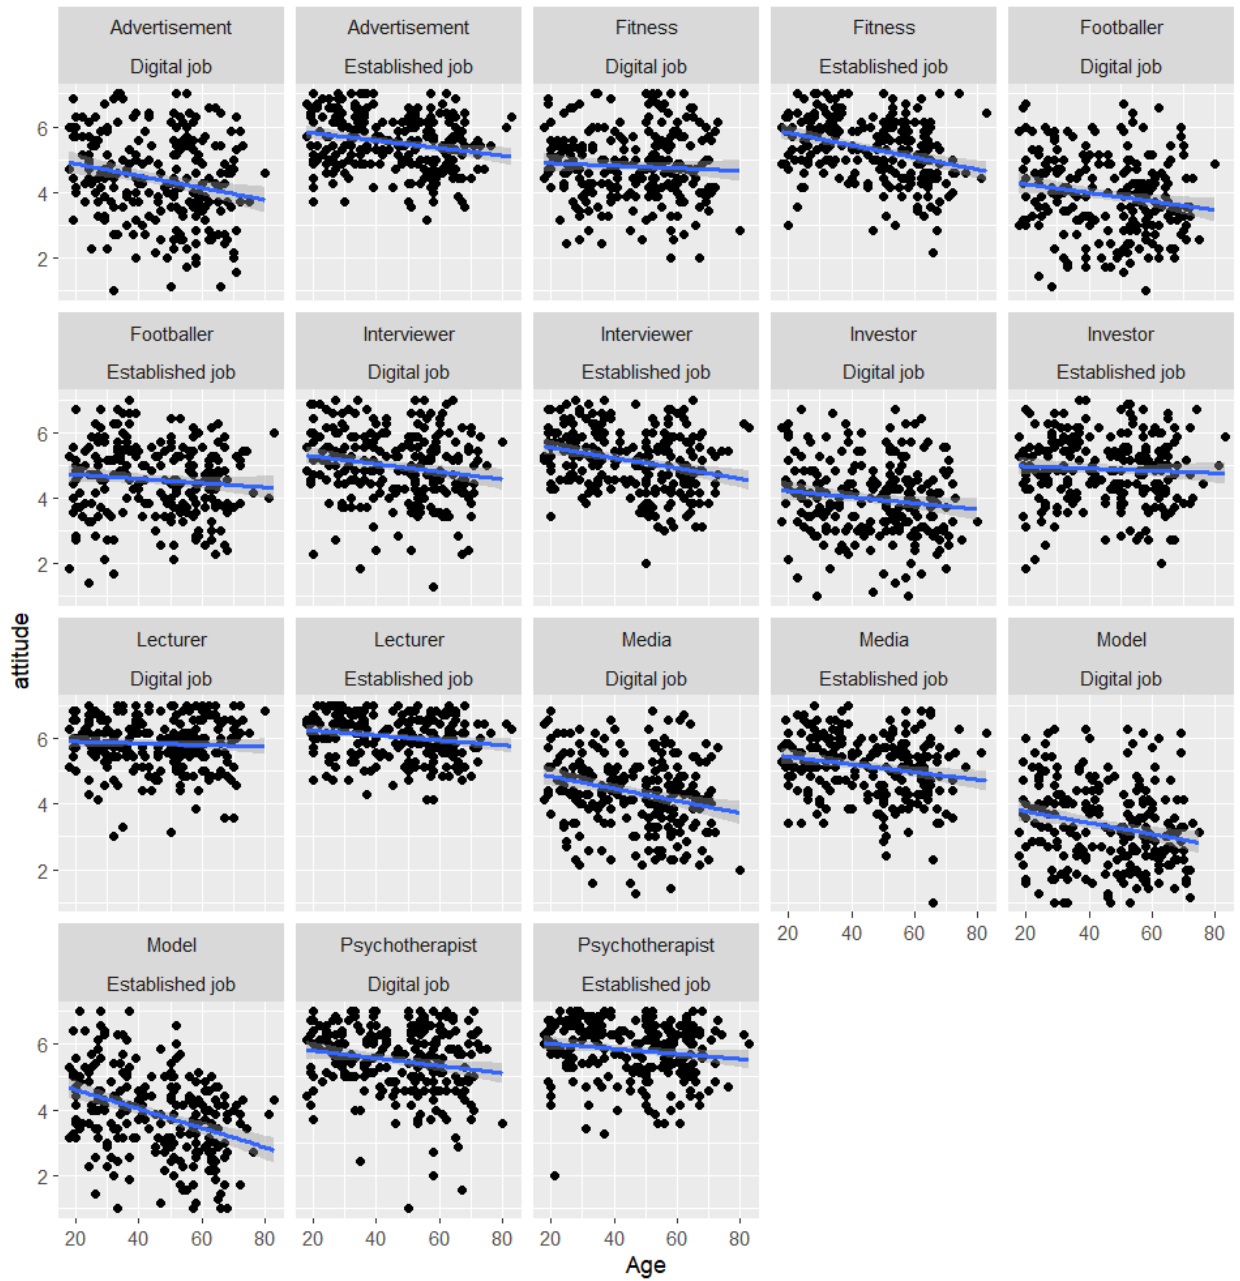 Advertisement
Digital job
Advertisement
Established job
Fitness
Digital job
Fitness
Established job
Footballer
Digital job
6
4
2
Footballer
Established job
Interviewer
Digital job
Interviewer
Established job
Investor
Digital job
Investor
Established job
6
4
2
attitude
Lecturer
Digital job
Lecturer
Established job
Media
Digital job
Media
Established job
Model
Digital job
6
4
2
20 40 60 80
20 40 60 80
Model
Established job
Psychotherapist
Digital job
Psychotherapist
Established job
6
4
2
20 40 60 80
20 40 60 80
20 40 60 80
Age